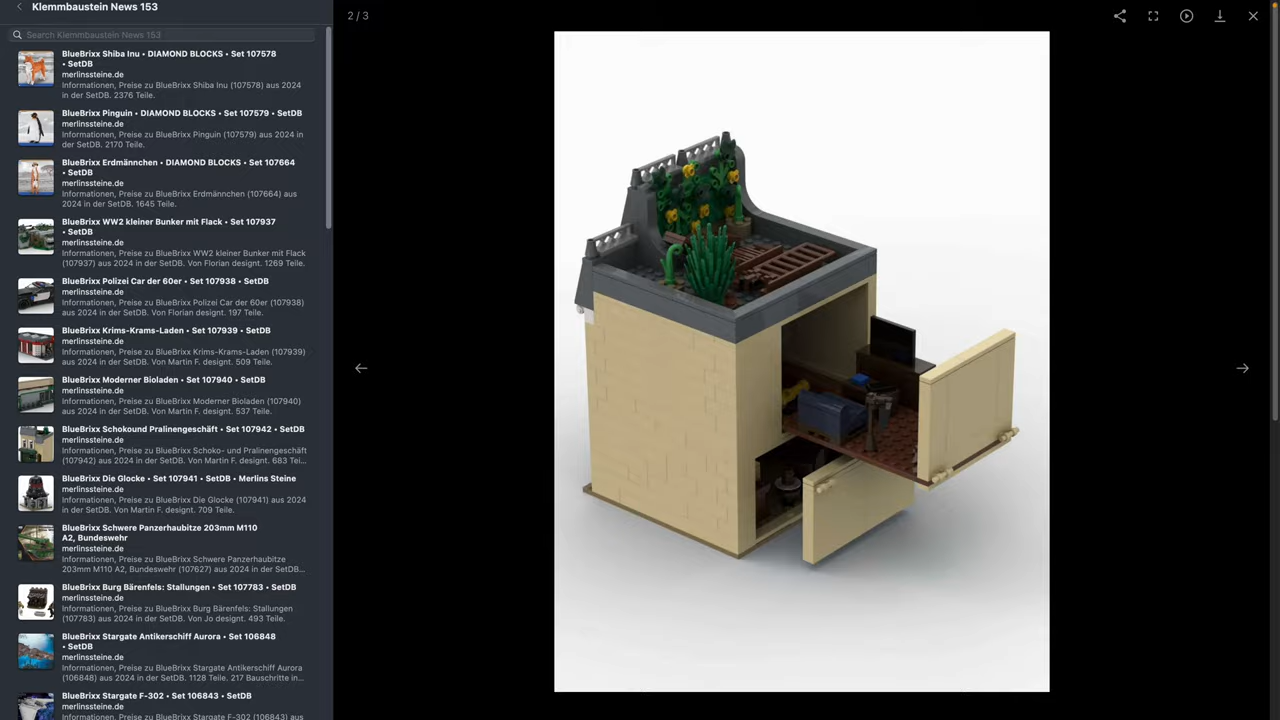 Klemmbaustein News 153
Search Klemmbaustein News 153
BlueBrixx Shiba Inu • DIAMOND BLOCKS • Set 107578
• SetDB
merlinssteine.de
Informationen, Preise zu BlueBrixx Shiba Inu (107578) aus 2024
in der SetDB. 2376 Teile.
BlueBrixx Pinguin • DIAMOND BLOCKS • Set 107579 • SetDB
merlinssteine.de
Informationen, Preise zu BlueBrixx Pinguin (107579) aus 2024 in
der SetDB. 2170 Teile.
BlueBrixx Erdmännchen • DIAMOND BLOCKS • Set 107664
• SetDB
merlinssteine.de
Informationen, Preise zu BlueBrixx Erdmännchen (107664) aus
2024 in der SetDB. 1645 Teile.
BlueBrixx WW2 kleiner Bunker mit Flack • Set 107937
• SetDB
merlinssteine.de
Informationen, Preise zu BlueBrixx WW2 kleiner Bunker mit Flack
(107937) aus 2024 in der SetDB. Von Florian designt. 1269 Teile.
BlueBrixx Polizei Car der 60er • Set 107938 • SetDB
merlinssteine.de
Informationen, Preise zu BlueBrixx Polizei Car der 60er (107938)
aus 2024 in der SetDB. Von Florian designt. 197 Teile.
BlueBrixx Krims-Krams-Laden • Set 107939 • SetDB
merlinssteine.de
Informationen, Preise zu BlueBrixx Krims-Krams-Laden (107939)
aus 2024 in der SetDB. Von Martin F. designt. 509 Teile.
BlueBrixx Moderner Bioladen • Set 107940 • SetDB
merlinssteine.de
Informationen, Preise zu BlueBrixx Moderner Bioladen (107940)
aus 2024 in der SetDB. Von Martin F. designt. 537 Teile.
BlueBrixx Schokound Pralinengeschäft • Set 107942 • SetDB
merlinssteine.de
Informationen, Preise zu BlueBrixx Schoko- und Pralinengeschäft
(107942) aus 2024 in der SetDB. Von Martin F. designt. 683 Tei...
BlueBrixx Die Glocke • Set 107941 • SetDB • Merlins Steine
merlinssteine.de
Informationen, Preise zu BlueBrixx Die Glocke (107941) aus 2024
in der SetDB. Von Martin F. designt. 709 Teile.
BlueBrixx Schwere Panzerhaubitze 203mm M110
A2, Bundeswehr
merlinssteine.de
Informationen, Preise zu BlueBrixx Schwere Panzerhaubitze
203mm M110 A2, Bundeswehr (107627) aus 2024 in der SetDB...
BlueBrixx Burg Bärenfels: Stallungen • Set 107783 • SetDB
merlinssteine.de
Informationen, Preise zu BlueBrixx Burg Bärenfels: Stallungen
(107783) aus 2024 in der SetDB. Von Jo designt. 493 Teile.
BlueBrixx Stargate Antikerschiff Aurora • Set 106848
• SetDB
merlinssteine.de
Informationen, Preise zu BlueBrixx Stargate Antikerschiff Aurora
(106848) aus 2024 in der SetDB. 1128 Teile. 217 Bauschritte in...
BlueBrixx Stargate F-302 • Set 106843 • SetDB
merlinssteine.de
Informationen, Preise zu BlueBrixx Stargate F-302 (106843) aus
2 / 3